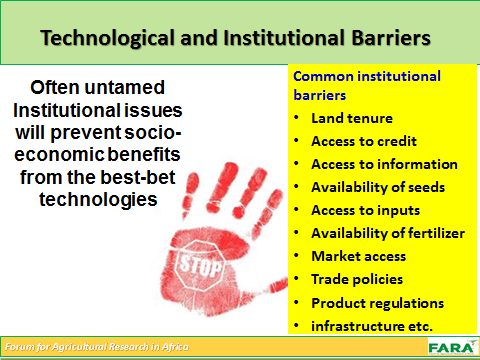 Technological and Institutional Barriers
Often untamed
Institutional issues
will prevent socio-
economic benefits
from the best-bet
technologies
STOP
Common institutional
barriers
• Land tenure
• Access to credit
• Access to information
• Availability of seeds
• Access to inputs
• Availability of fertilizer
• Market access
• Trade policies
• Product regulations
• infrastructure etc.
Forum for Agricultural Research in Africa
FARA